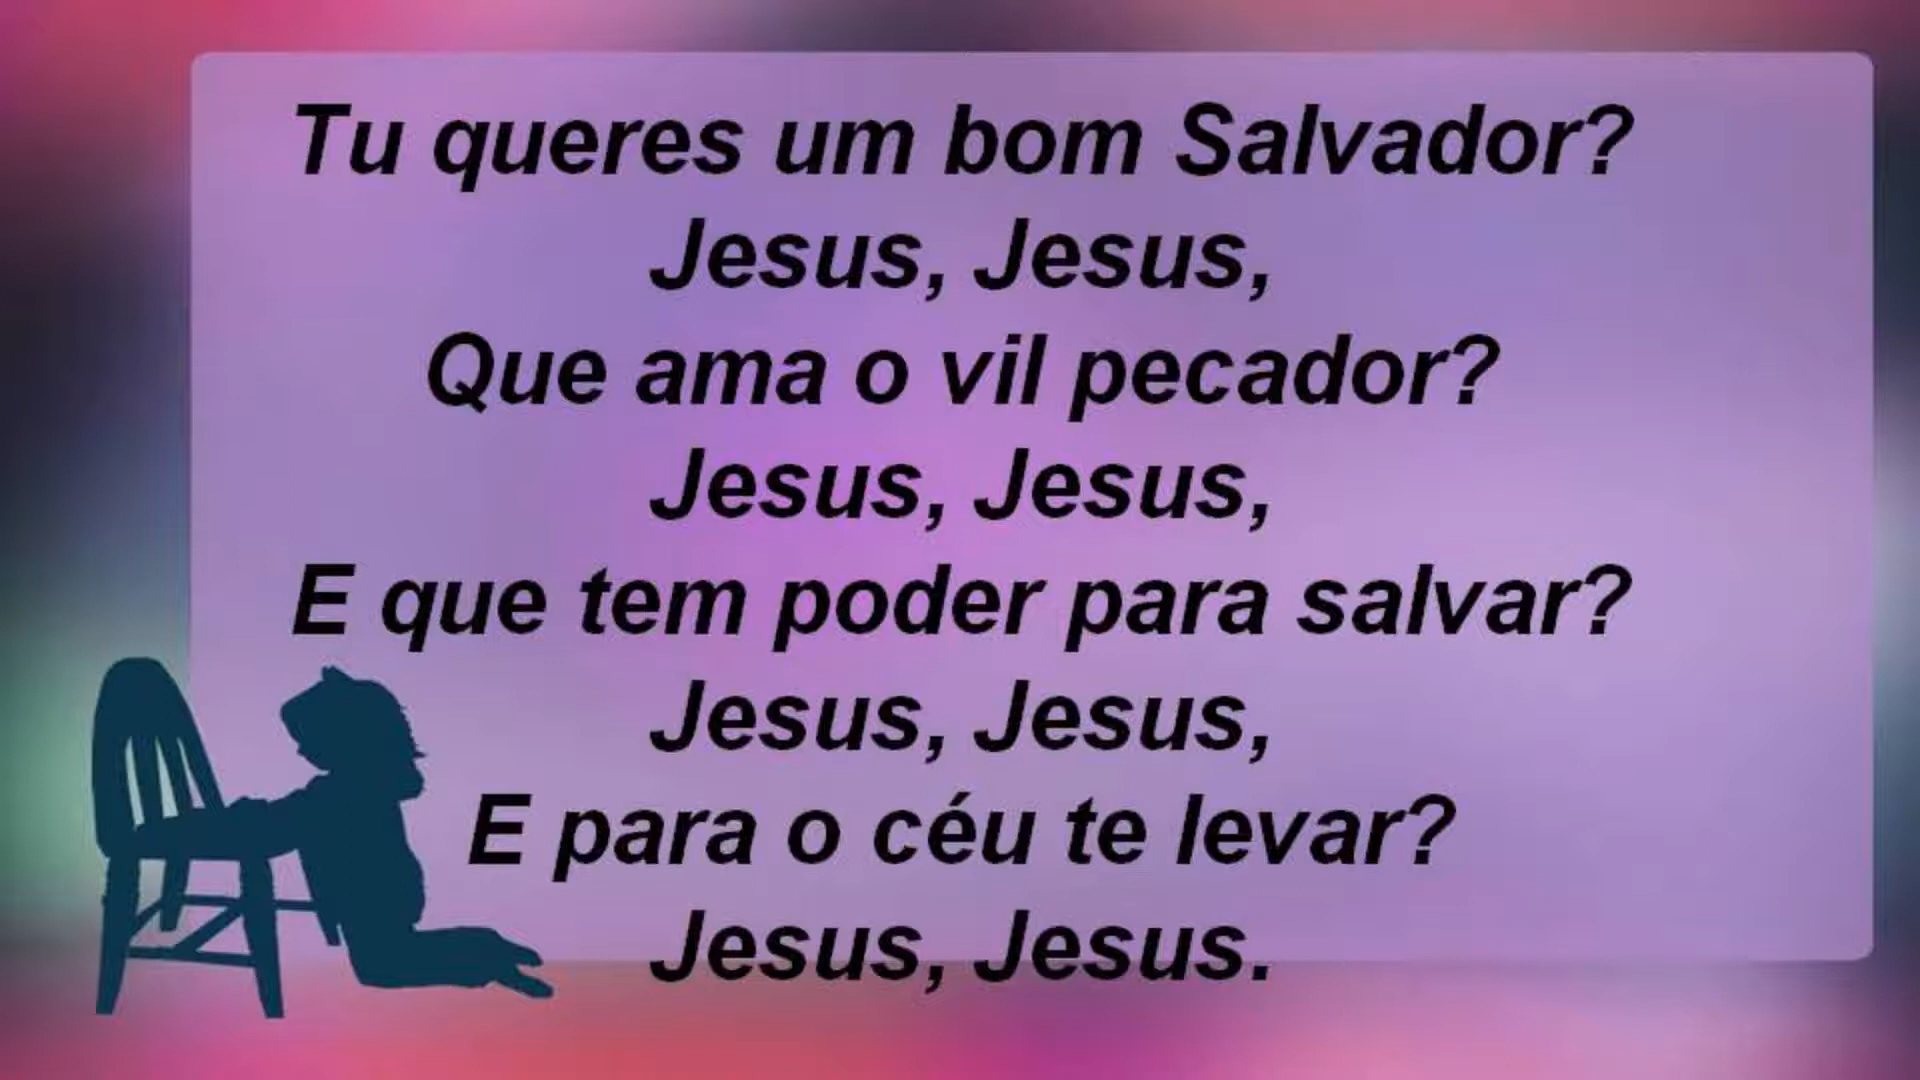 Tu queres um bom Salvador?
Jesus, Jesus,
Que ama o vil pecador?
Jesus, Jesus,
E que tem poder para salvar?
Jesus, Jesus,
E para o céu te levar?
Jesus, Jesus.